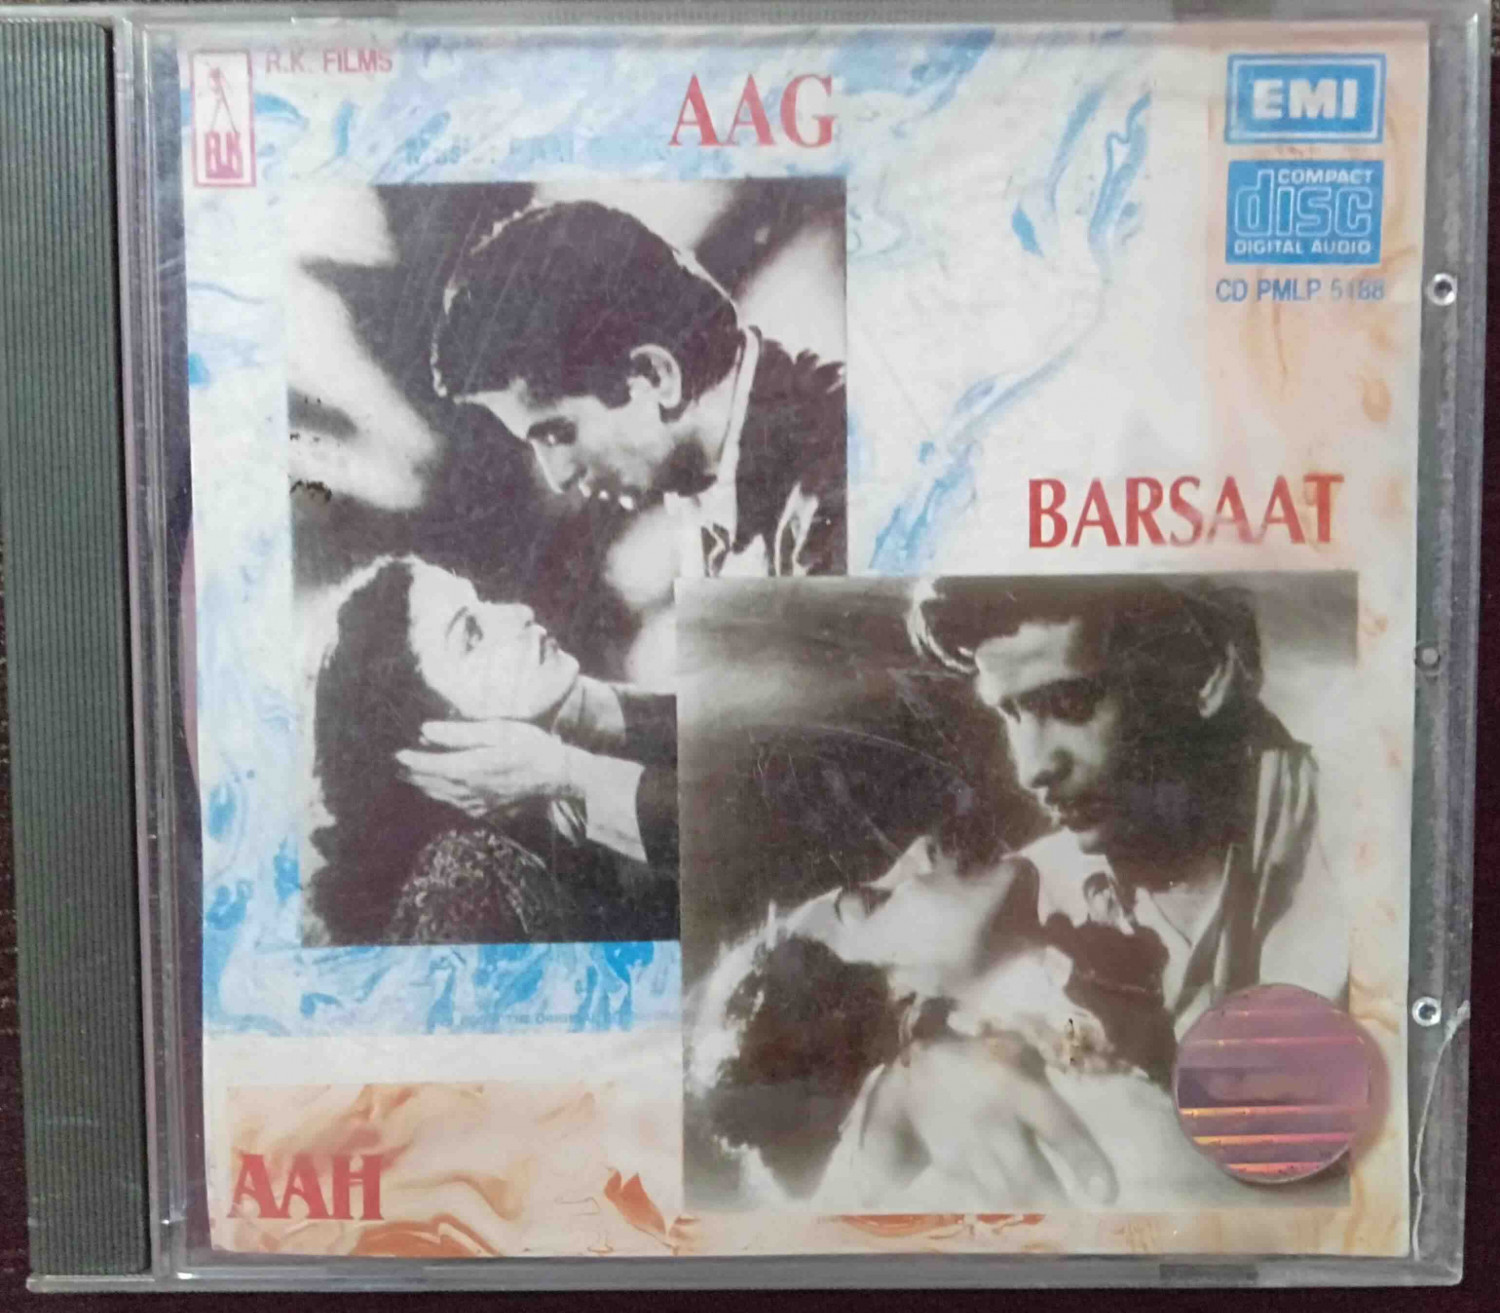 R.K. FILMS
R.K
AAG
EMI
COMPACT
disc
DIGITAL AUDIO
CD PMLP 5188
BARSAAT
AAH